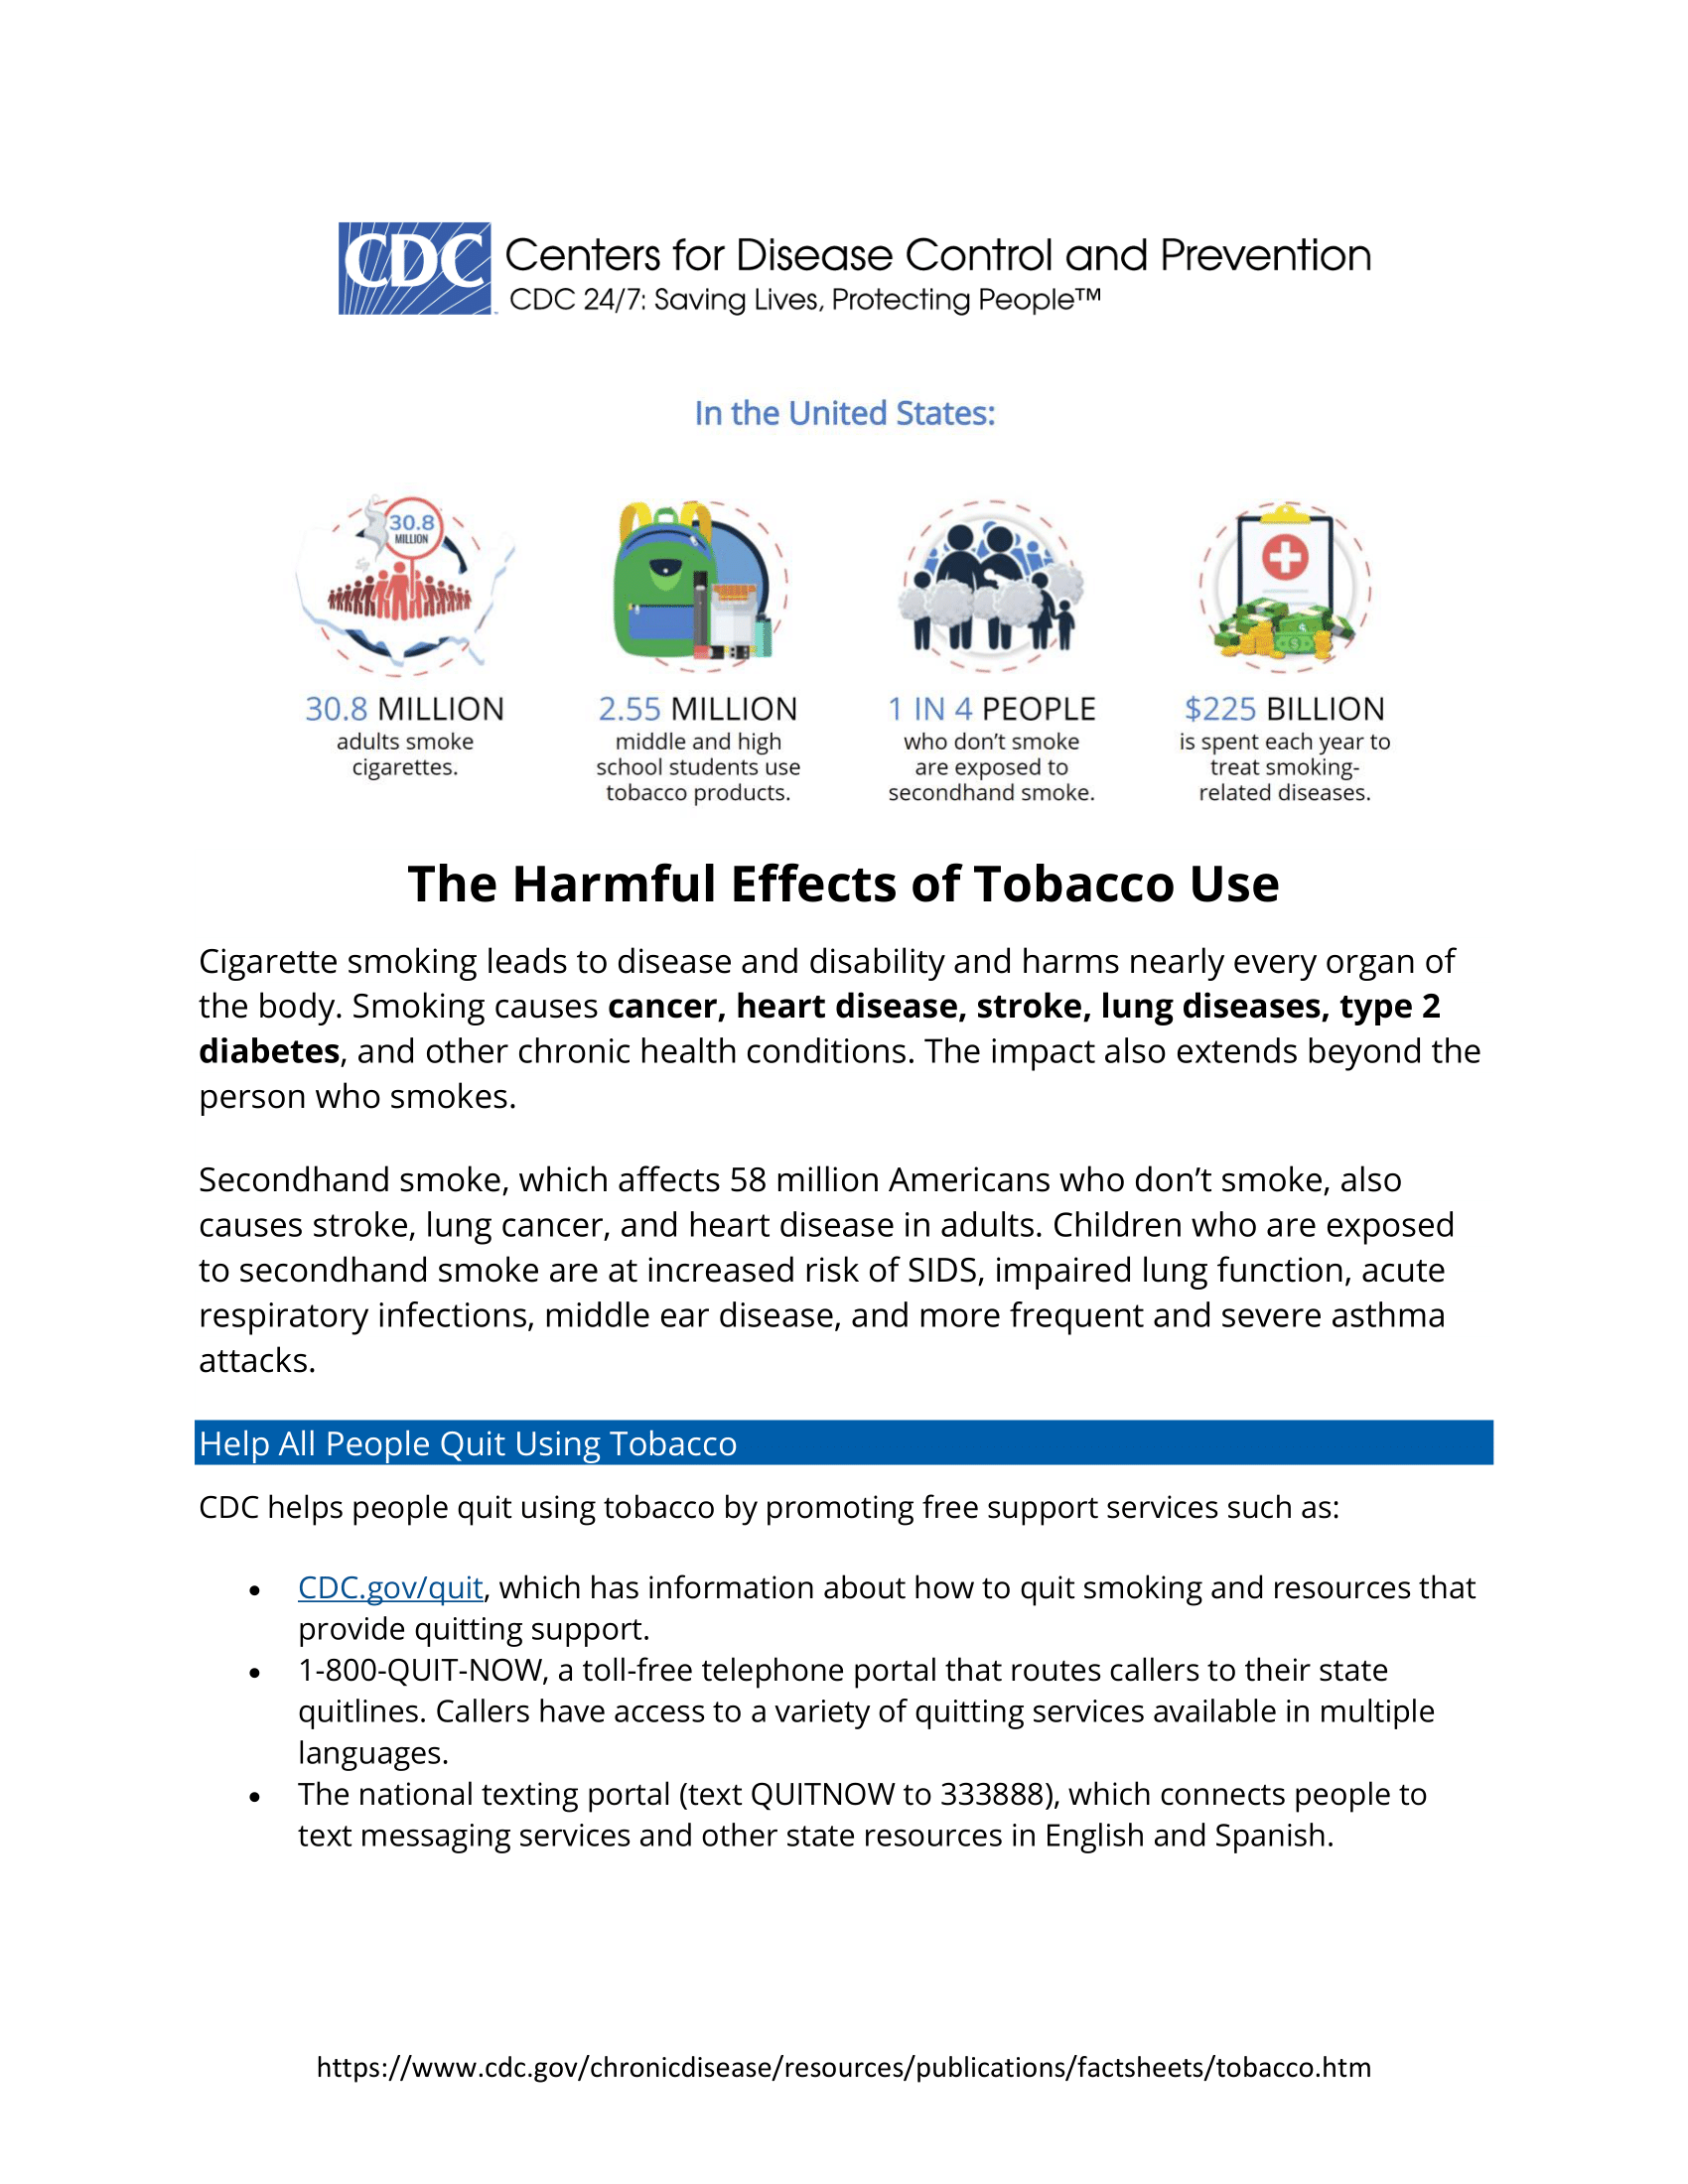 CDC
Centers for Disease Control and Prevention
CDC 24/7: Saving Lives, Protecting People™
In the United States:
30.8
MILLION
30.8 MILLION
adults smoke
cigarettes.
2.55 MILLION
middle and high
school students use
tobacco products.
1 IN 4 PEOPLE
who don’t smoke
are exposed to
secondhand smoke.
$225 BILLION
is spent each year to
treat smoking-
related diseases.
The Harmful Effects of Tobacco Use
Cigarette smoking leads to disease and disability and harms nearly every organ of
the body. Smoking causes cancer, heart disease, stroke, lung diseases, type 2
diabetes, and other chronic health conditions. The impact also extends beyond the
person who smokes.
Secondhand smoke, which affects 58 million Americans who don’t smoke, also
causes stroke, lung cancer, and heart disease in adults. Children who are exposed
to secondhand smoke are at increased risk of SIDS, impaired lung function, acute
respiratory infections, middle ear disease, and more frequent and severe asthma
attacks.
Help All People Quit Using Tobacco
CDC helps people quit using tobacco by promoting free support services such as:
• CDC.gov/quit, which has information about how to quit smoking and resources that
provide quitting support.
• 1-800-QUIT-NOW, a toll-free telephone portal that routes callers to their state
quitlines. Callers have access to a variety of quitting services available in multiple
languages.
• The national texting portal (text QUITNOW to 333888), which connects people to
text messaging services and other state resources in English and Spanish.
https://www.cdc.gov/chronicdisease/resources/publications/factsheets/tobacco.htm